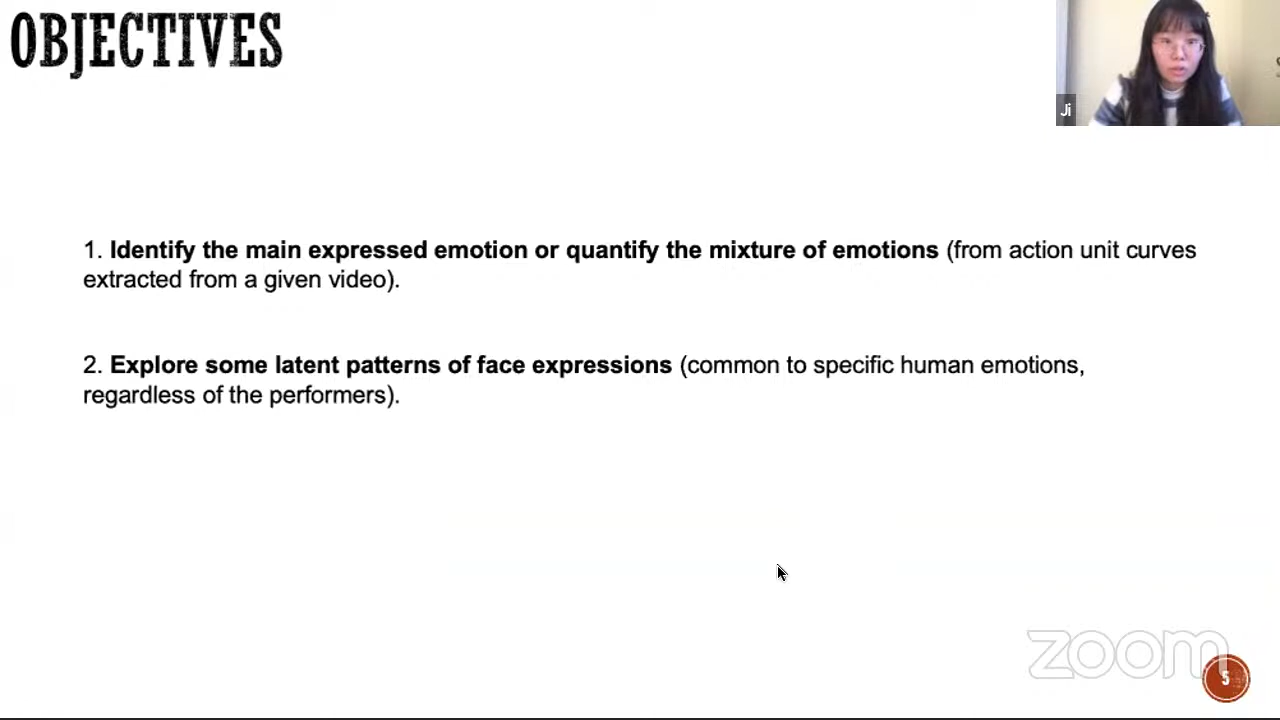 OBJECTIVES
Ji
1. Identify the main expressed emotion or quantify the mixture of emotions (from action unit curves
extracted from a given video).
2. Explore some latent patterns of face expressions (common to specific human emotions,
regardless of the performers).
zoom
5